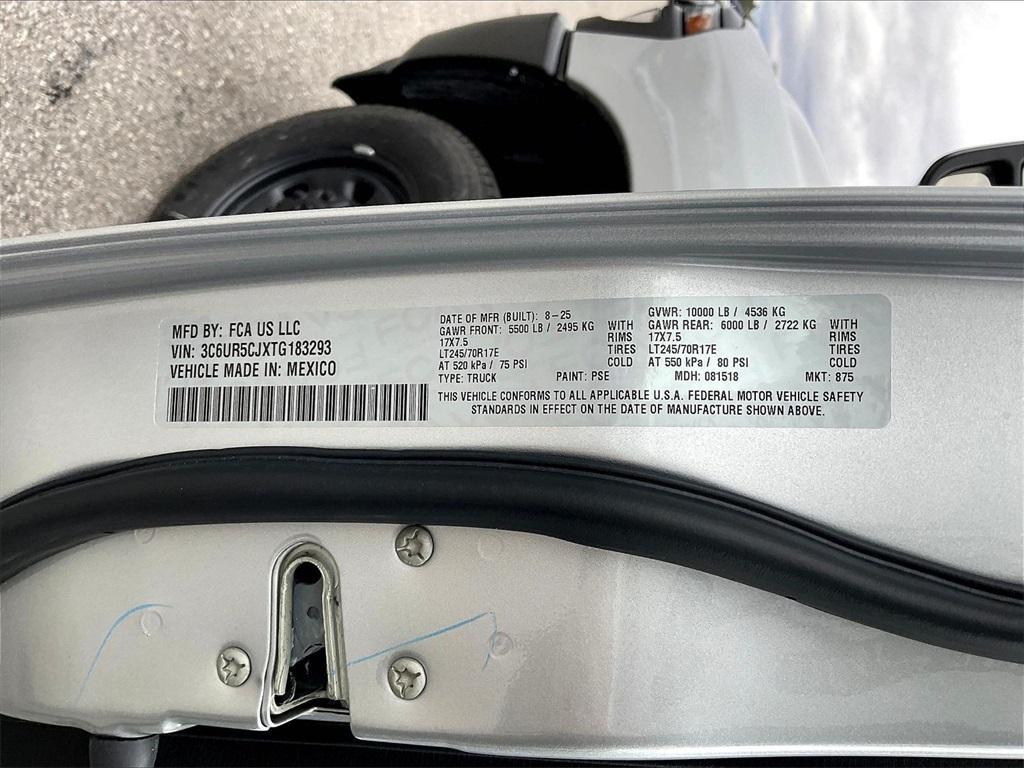 MFD BY: FCA US LLC
VIN: 3C6UR5CJXTG183293
VEHICLE MADE IN: MEXICO
DATE OF MFR (BUILT): 8-25
GAWR FRONT: 5500 LB / 2495 KG WITH
17X7.5 RIMS
LT245/70R17E TIRES
AT 520 kPa / 75 PSI COLD
TYPE: TRUCK PAINT: PSE
GVWR: 10000 LB / 4536 KG
GAWR REAR: 6000 LB / 2722 KG WITH
17X7.5 RIMS
LT245/70R17E TIRES
AT 550 kPa / 80 PSI COLD
MDH: 081518 MKT: 875
THIS VEHICLE CONFORMS TO ALL APPLICABLE U.S.A. FEDERAL MOTOR VEHICLE SAFETY
STANDARDS IN EFFECT ON THE DATE OF MANUFACTURE SHOWN ABOVE.